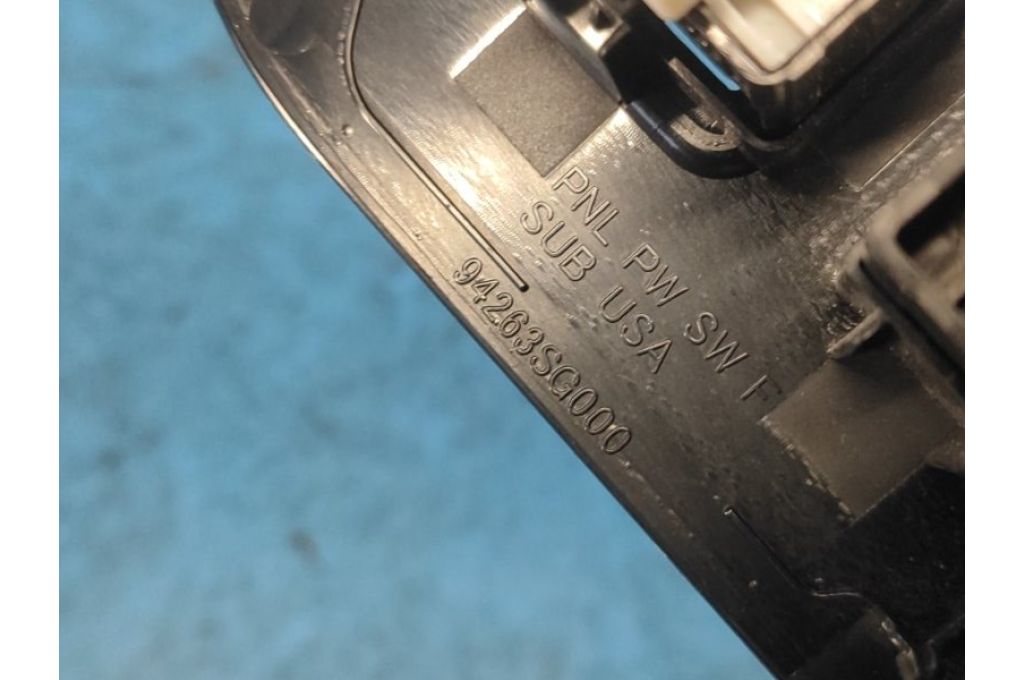 PNL PW SW F
SUB USA
94263SG000